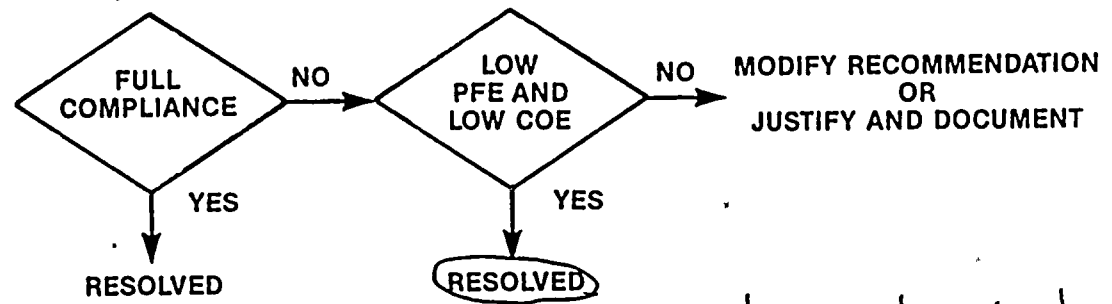 FULL
COMPLIANCE
NO
YES
RESOLVED
LOW
PFE AND
LOW COE
NO
YES
RESOLVED
MODIFY RECOMMENDATION
OR
JUSTIFY AND DOCUMENT